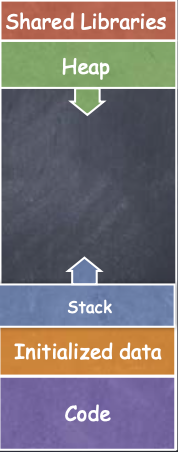 Shared Libraries
Heap
Stack
Initialized data
Code